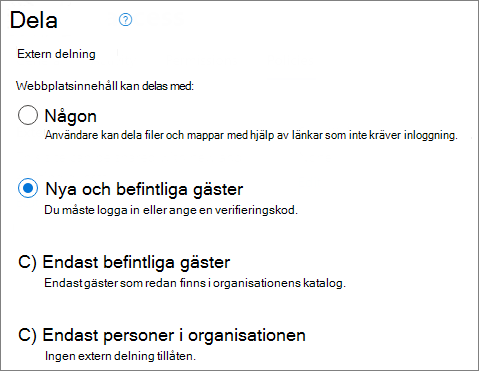 Dela ?
Extern delning
Webbplatsinnehåll kan delas med:
Någon
Användare kan dela filer och mappar med hjälp av länkar som inte kräver inloggning.
Nya och befintliga gäster
Du måste logga in eller ange en verifieringskod.
C) Endast befintliga gäster
Endast gäster som redan finns i organisationens katalog.
C) Endast personer i organisationen
Ingen extern delning tillåten.